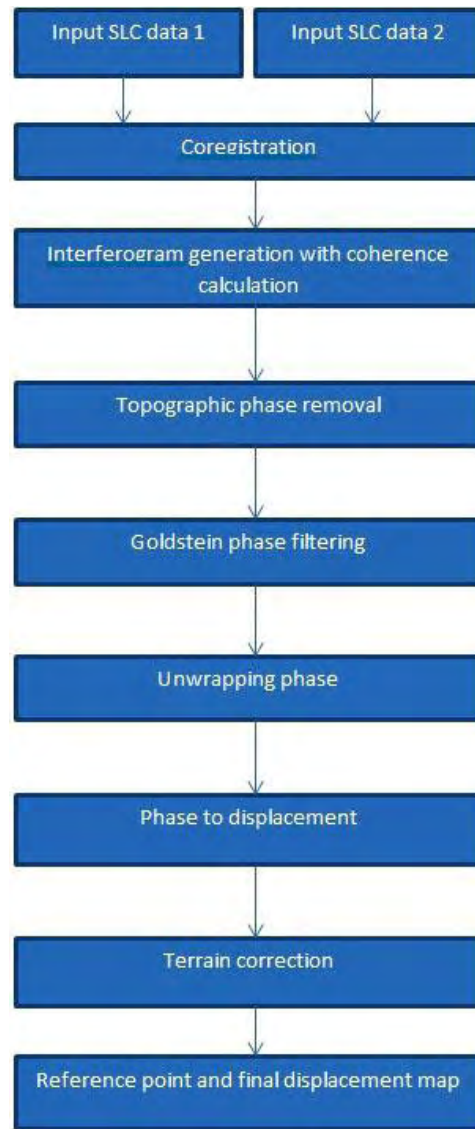 Input SLC data 1
Input SLC data 2
Coregistration
Interferogram generation with coherence
calculation
Topographic phase removal
Goldstein phase filtering
Unwrapping phase
Phase to displacement
Terrain correction
Reference point and final displacement map